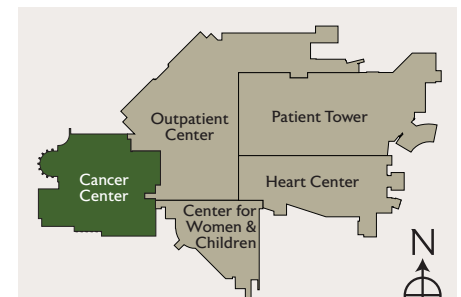 Outpatient
Center
Patient Tower
Cancer
Center
Heart Center
Center for
Women &
Children
N